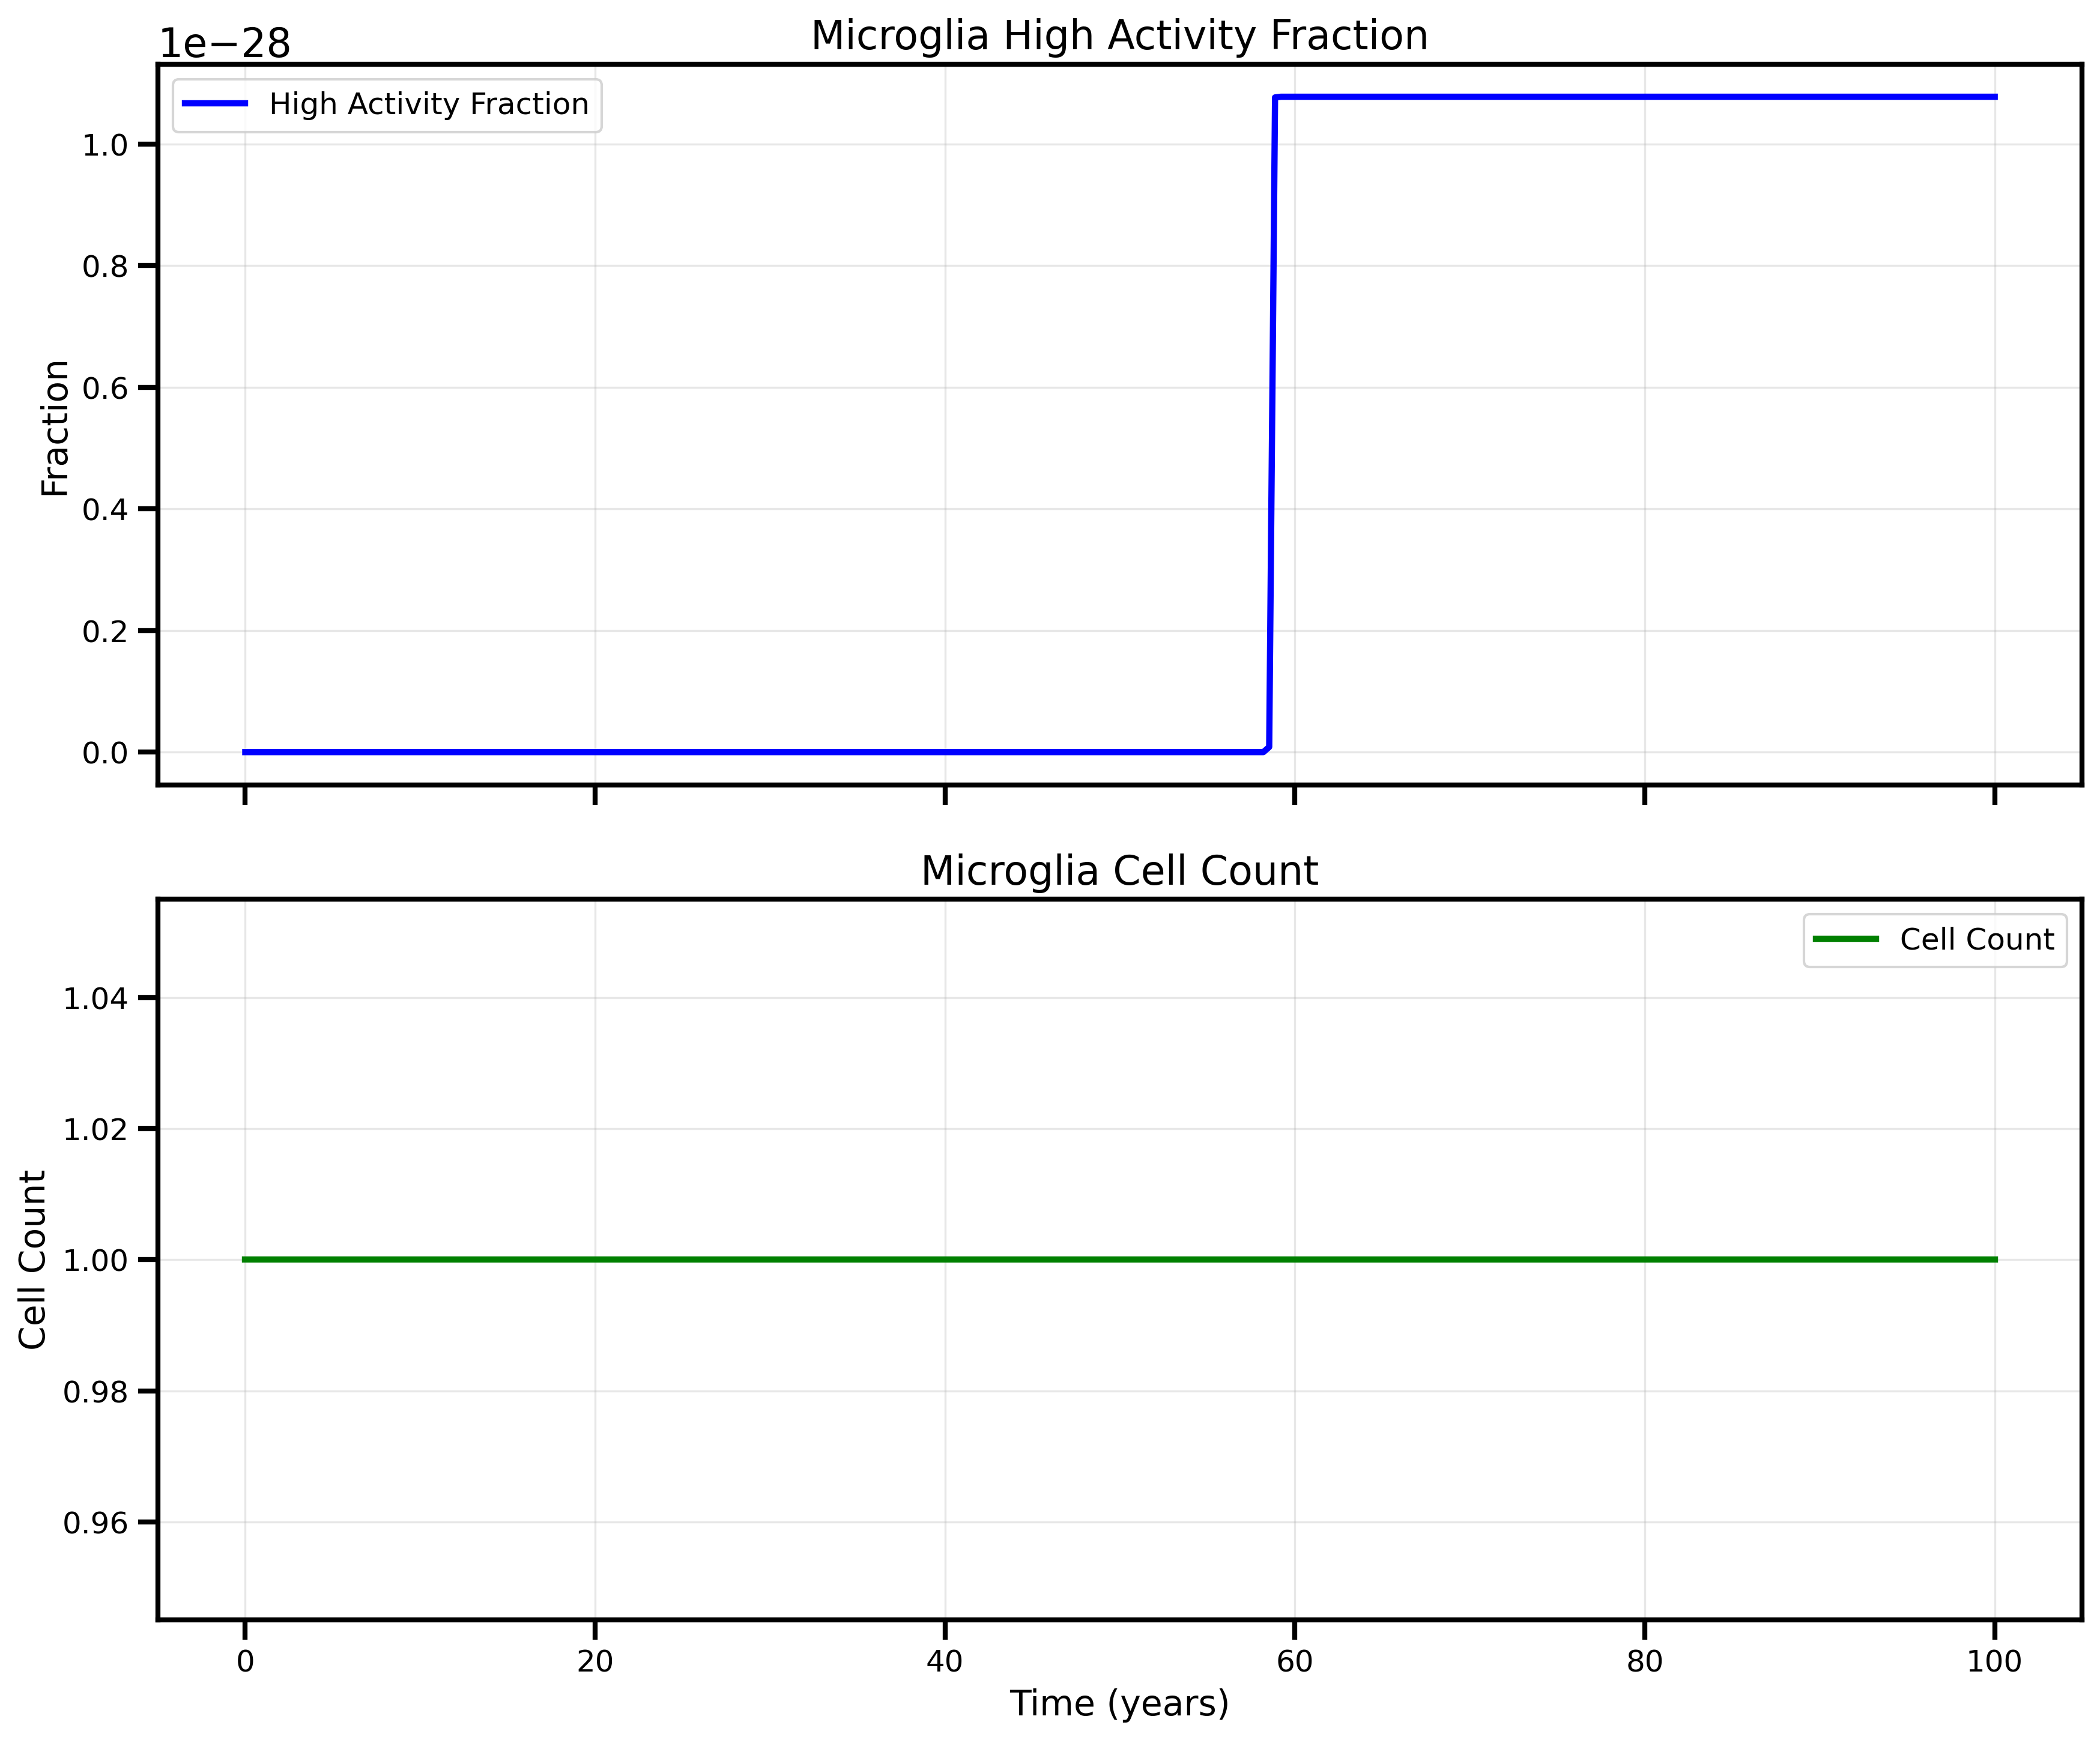 Microglia High Activity Fraction
1e−28
High Activity Fraction
1.0
0.8
0.6
0.4
0.2
0.0
Fraction
Microglia Cell Count
Cell Count
1.04
1.02
1.00
0.98
0.96
Cell Count
0 20 40 60 80 100
Time (years)